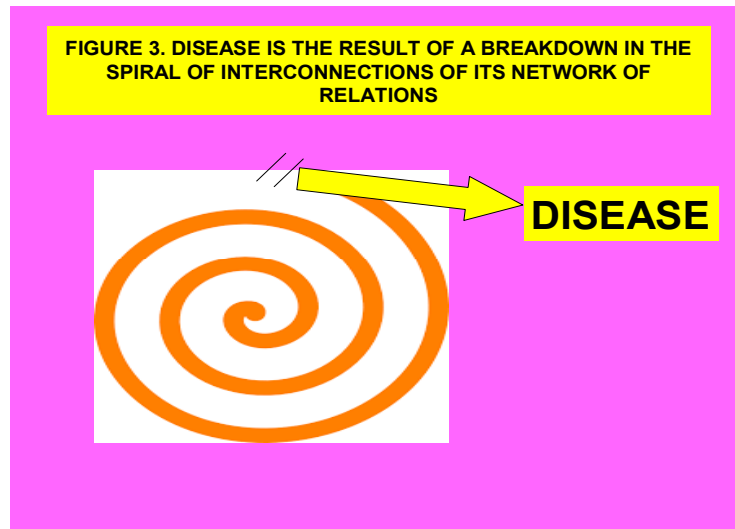 FIGURE 3. DISEASE IS THE RESULT OF A BREAKDOWN IN THE
SPIRAL OF INTERCONNECTIONS OF ITS NETWORK OF
RELATIONS
DISEASE